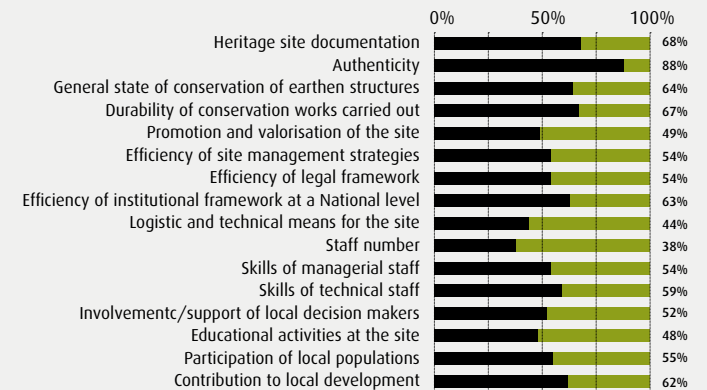 0% 50% 100%
Heritage site documentation 68%
Authenticity 88%
General state of conservation of earthen structures 64%
Durability of conservation works carried out 67%
Promotion and valorisation of the site 49%
Efficiency of site management strategies 54%
Efficiency of legal framework 54%
Efficiency of institutional framework at a National level 63%
Logistic and technical means for the site 44%
Staff number 38%
Skills of managerial staff 54%
Skills of technical staff 59%
Involvementc/support of local decision makers 52%
Educational activities at the site 48%
Participation of local populations 55%
Contribution to local development 62%